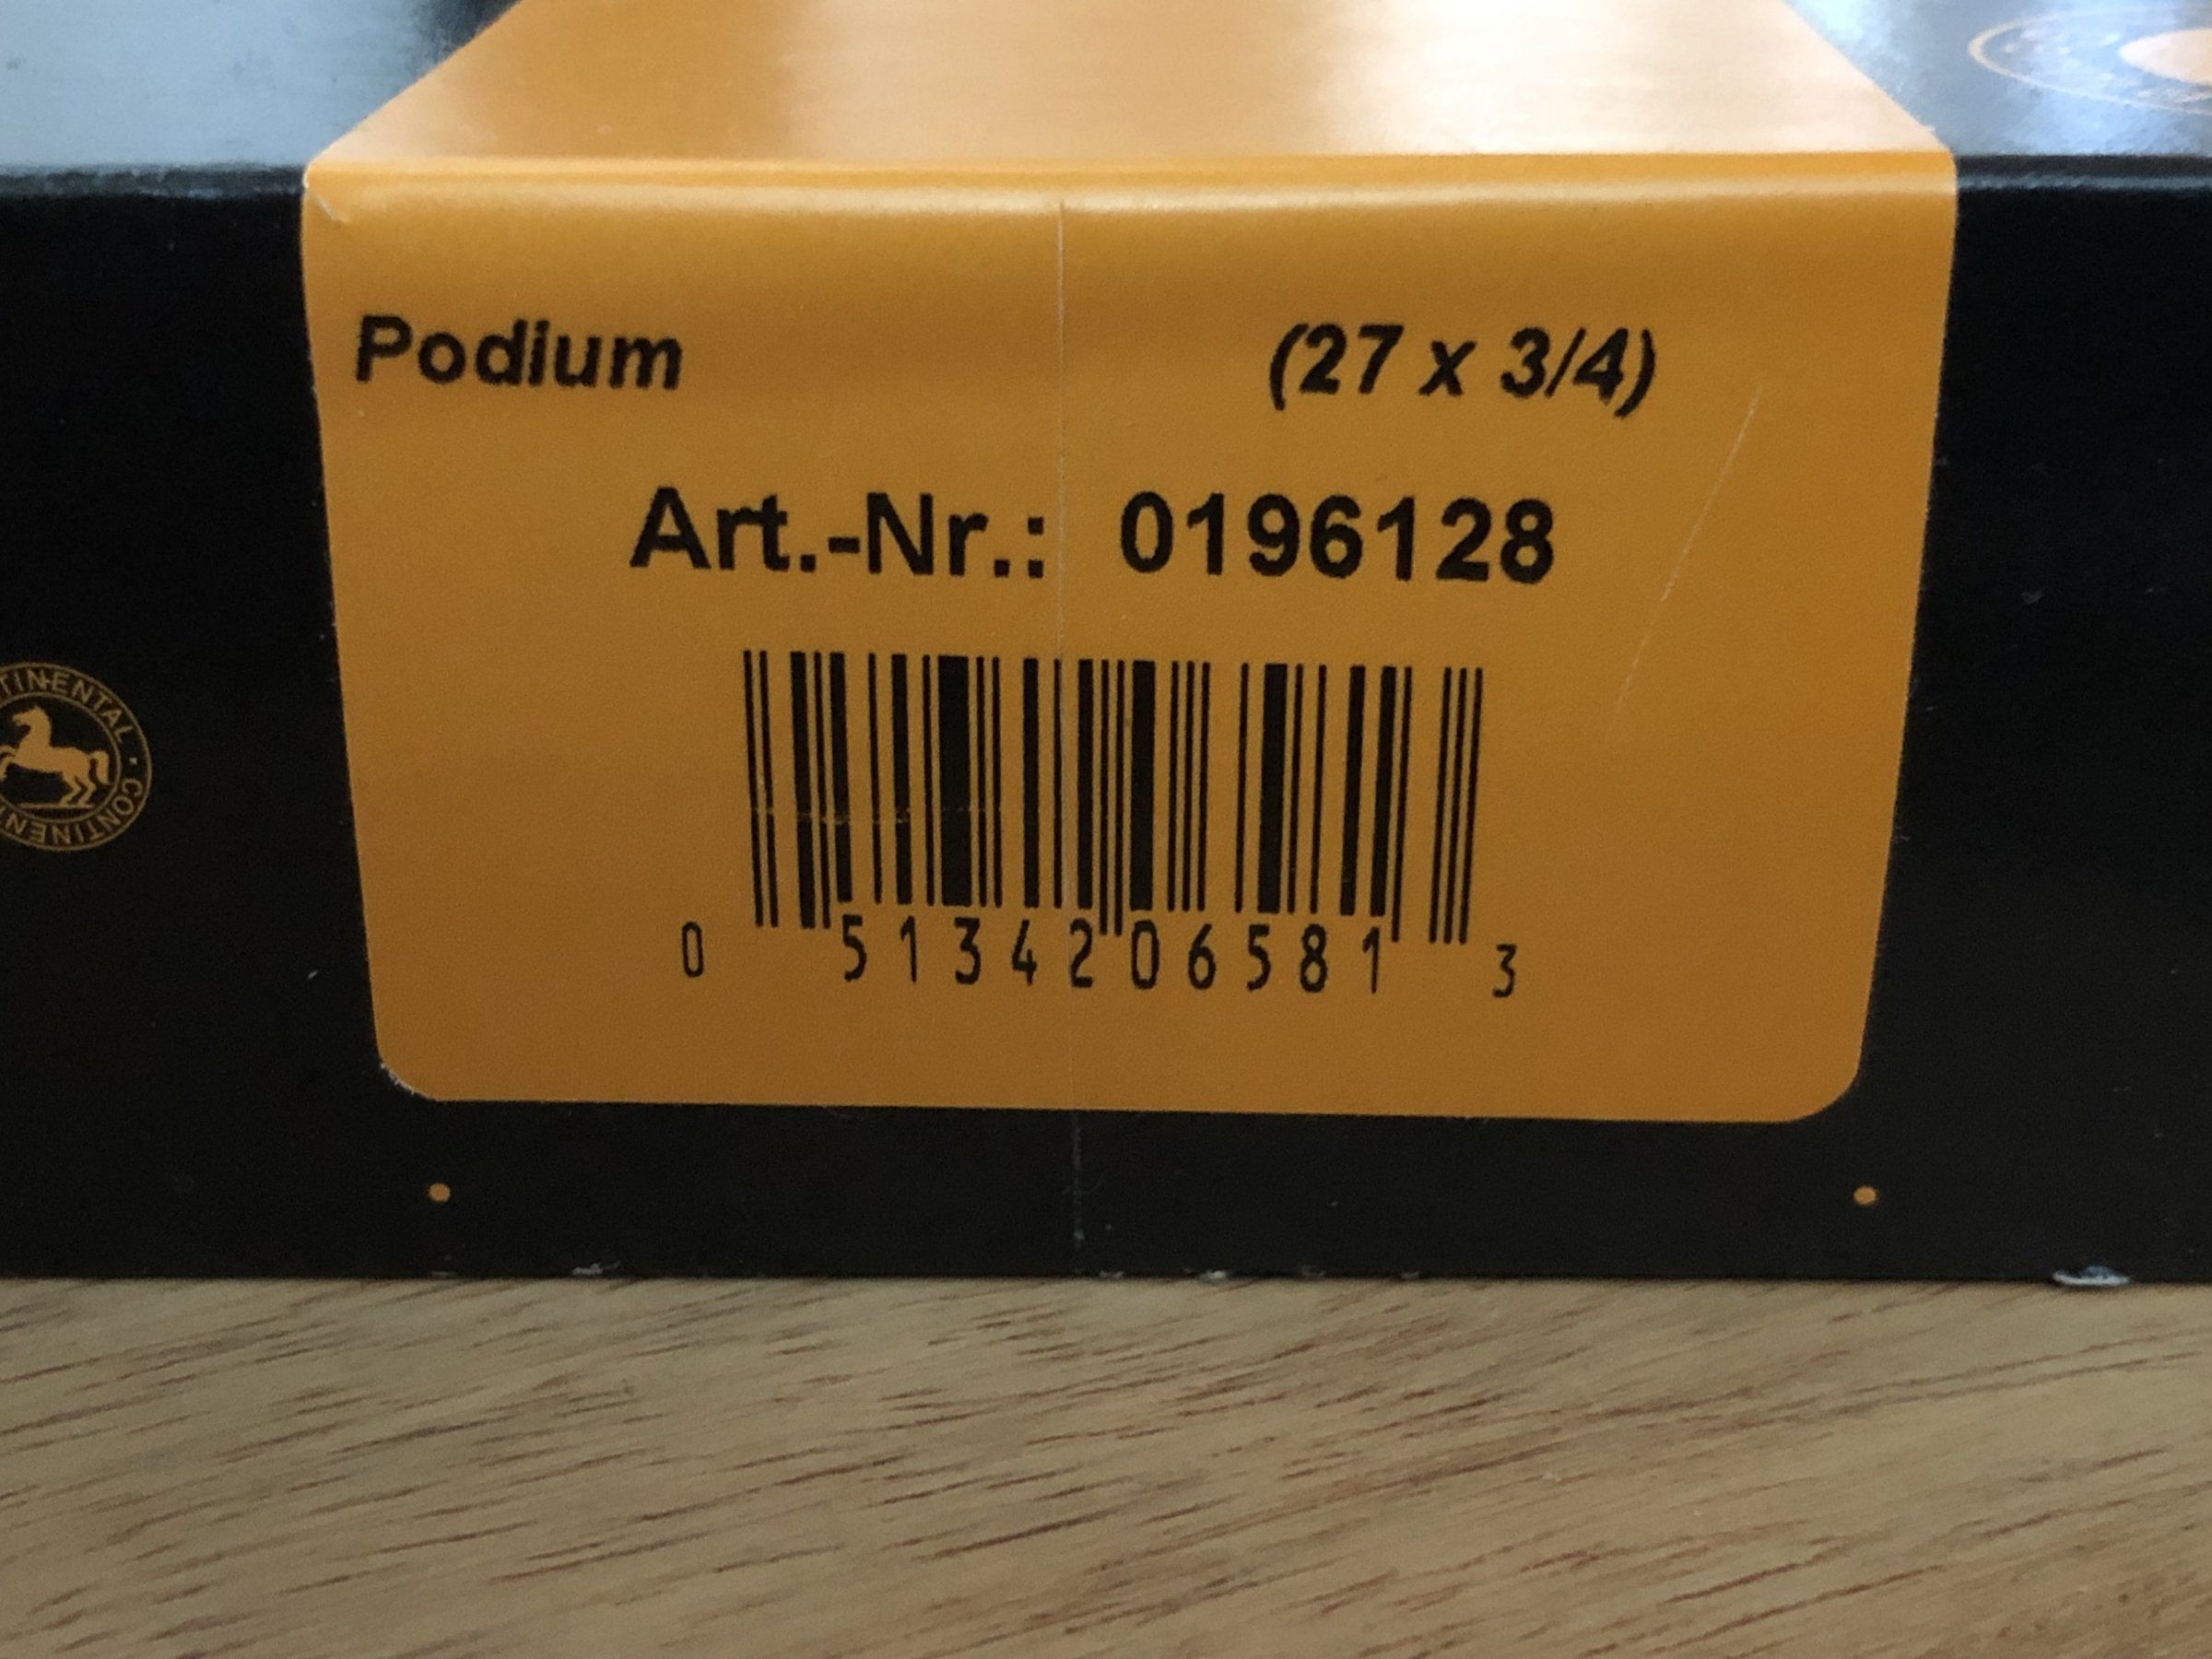 Podium (27 x 3/4)
Art.-Nr.: 0196128
0 51342 06581 3
CONTINENTAL